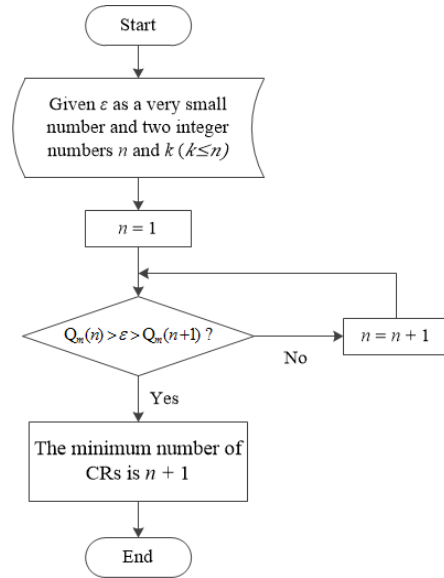 Start
Given ε as a very small
number and two integer
numbers n and k (k≤n)
n = 1
Qm(n) > ε > Qm(n+1) ?
n = n + 1
No
Yes
The minimum number of
CRs is n + 1
End